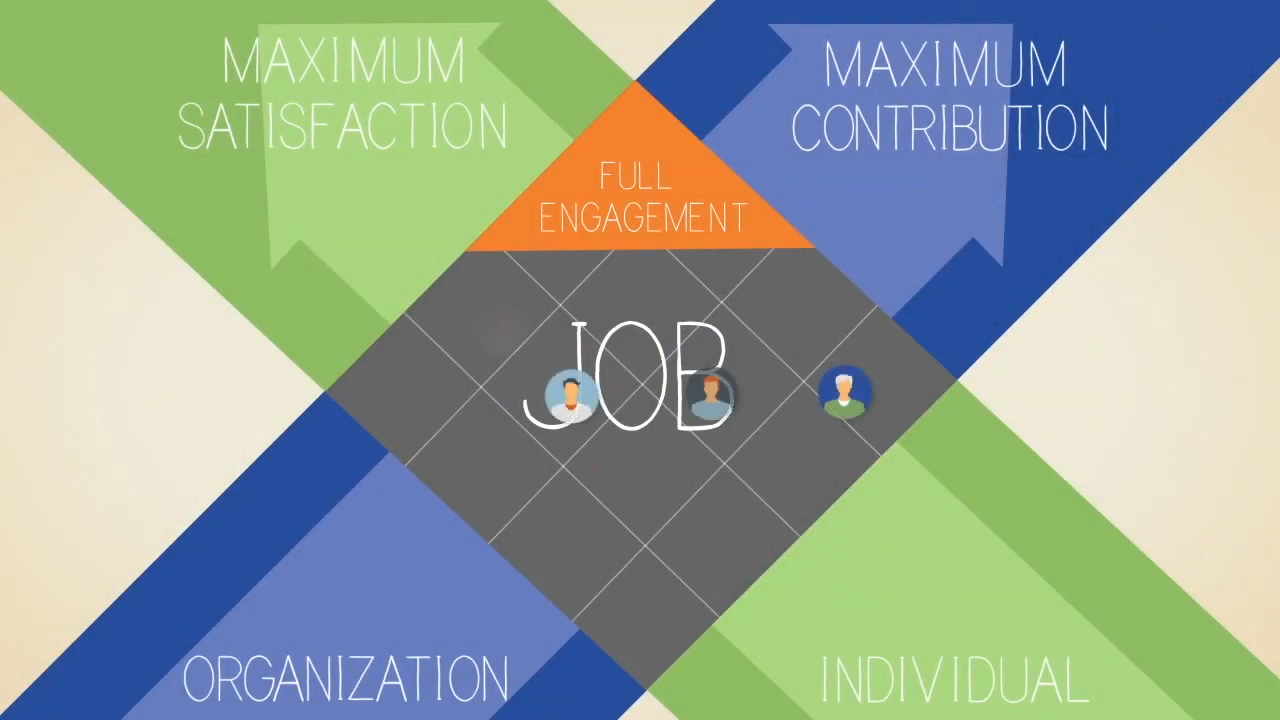 MAXIMUM
SATISFACTION
MAXIMUM
CONTRIBUTION
FULL
ENGAGEMENT
JOB
ORGANIZATION
INDIVIDUAL